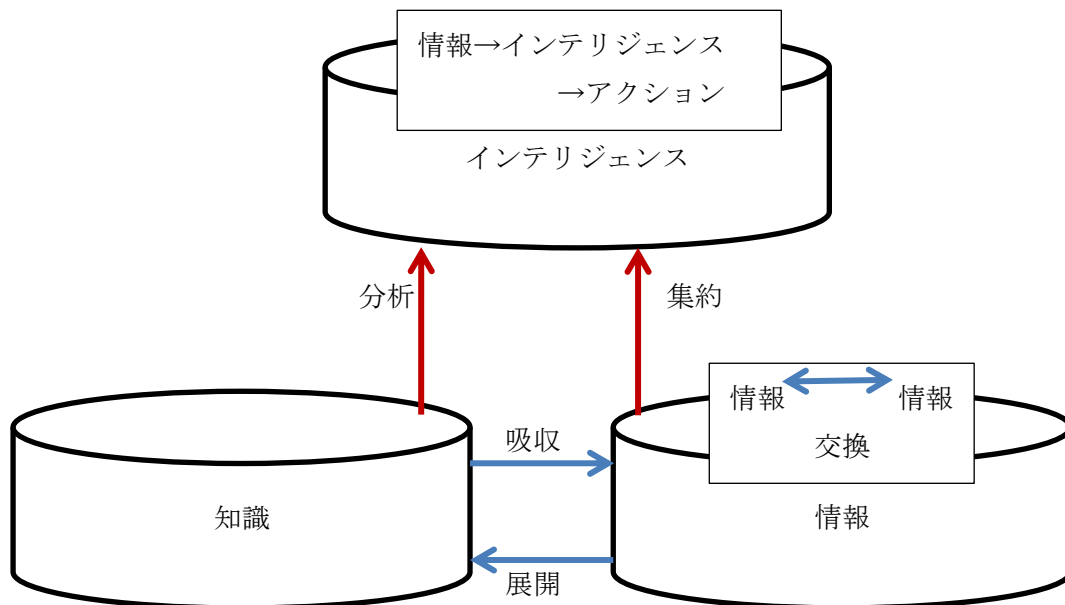 情報→インテリジェンス
→アクション
インテリジェンス
分析
集約
情報
情報
交換
吸収
知識
情報
展開